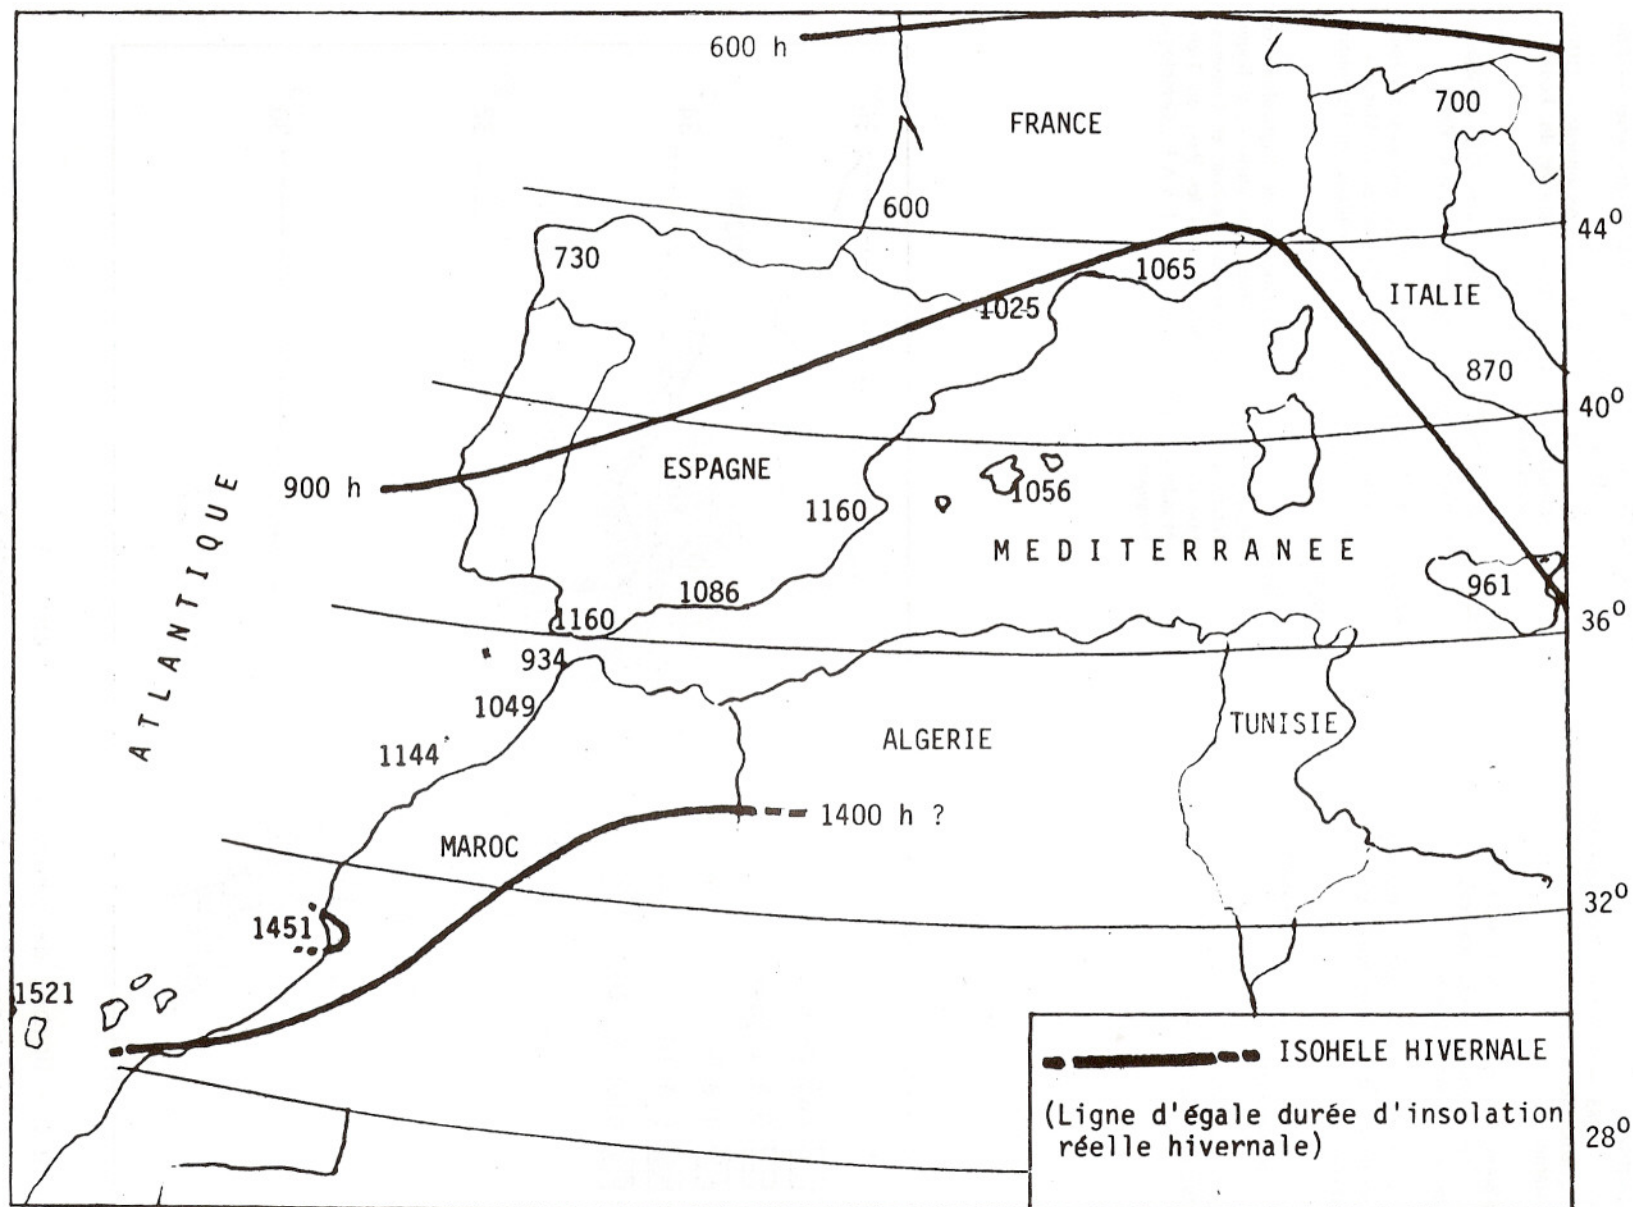 600 h
FRANCE
700
600
44°
730
1065
1025
ITALIE
870
40°
ATLANTIQUE
900 h
ESPAGNE
1160
1056
MEDITERRANEE
961
1086
1160
36°
934
1049
1144
ALGERIE
TUNISIE
1400 h ?
MAROC
32°
1451
1521
ISOHELE HIVERNALE
(Ligne d'égale durée d'insolation
réelle hivernale)
28°